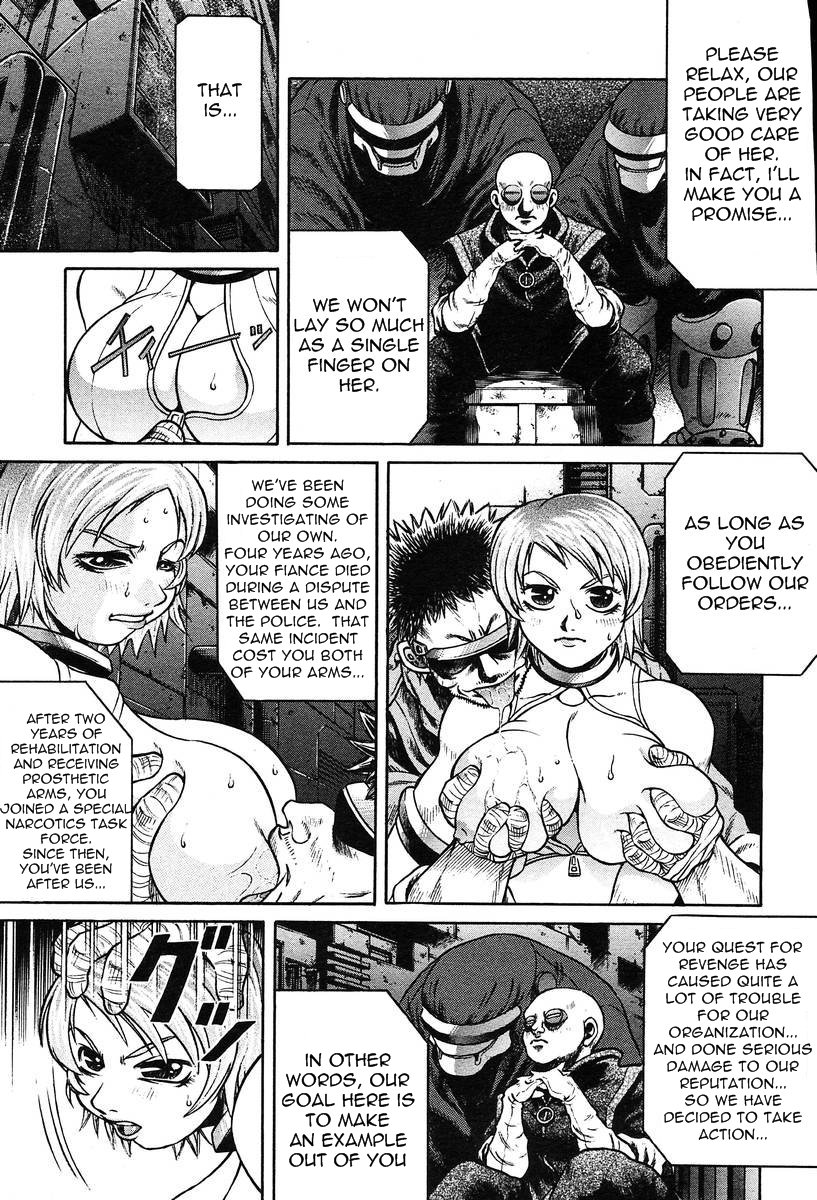 PLEASE
RELAX, OUR
PEOPLE ARE
TAKING VERY
GOOD CARE
OF HER.
IN FACT, I'LL
MAKE YOU A
PROMISE...
WE WON'T
LAY SO MUCH
AS A SINGLE
FINGER ON
HER.
THAT
IS...
AS LONG AS
YOU
OBEDIENTLY
FOLLOW OUR
ORDERS...
WE'VE BEEN
DOING SOME
INVESTIGATING OF
OUR OWN.
FOUR YEARS AGO,
YOUR FIANCE DIED
DURING A DISPUTE
BETWEEN US AND
THE POLICE. THAT
SAME INCIDENT
COST YOU BOTH
OF YOUR ARMS...
AFTER TWO
YEARS OF
REHABILITATION
AND RECEIVING
PROSTHETIC
ARMS, YOU
JOINED A SPECIAL
NARCOTICS TASK
FORCE.
SINCE THEN,
YOU'VE BEEN
AFTER US...
YOUR QUEST FOR
REVENGE HAS
CAUSED QUITE A
LOT OF TROUBLE
FOR OUR
ORGANIZATION...
AND DONE SERIOUS
DAMAGE TO OUR
REPUTATION...
SO WE HAVE
DECIDED TO TAKE
ACTION...
IN OTHER
WORDS, OUR
GOAL HERE IS
TO MAKE
AN EXAMPLE
OUT OF YOU
グッ